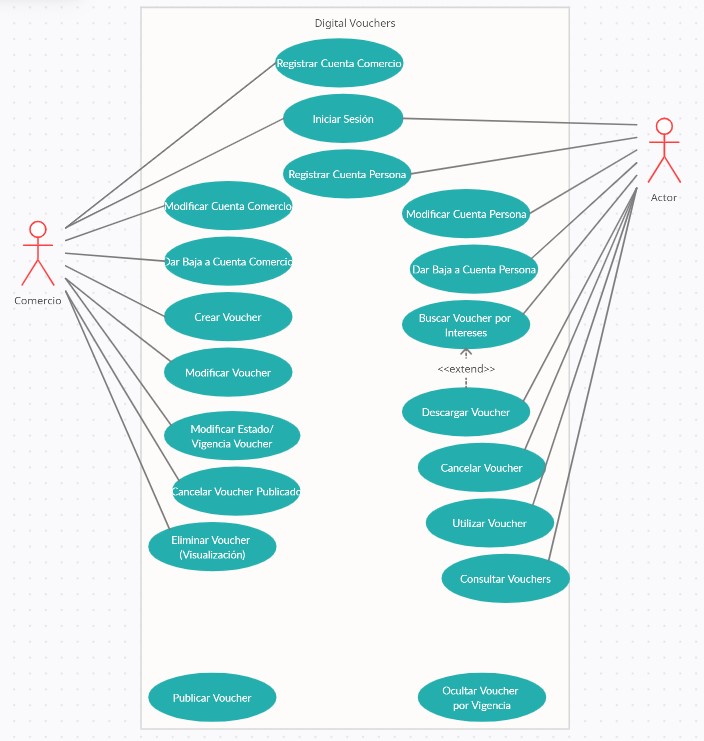 Digital Vouchers
Registrar Cuenta Comercio
Iniciar Sesión
Registrar Cuenta Persona
Actor
Modificar Cuenta Comercio
Modificar Cuenta Persona
Comercio
Dar Baja a Cuenta Comercio
Dar Baja a Cuenta Persona
Crear Voucher
Buscar Voucher por
Intereses
Modificar Voucher
<<extend>>
Descargar Voucher
Modificar Estado/
Vigencia Voucher
Cancelar Voucher
Cancelar Voucher Publicado
Utilizar Voucher
Eliminar Voucher
(Visualización)
Consultar Vouchers
Publicar Voucher
Ocultar Voucher
por Vigencia